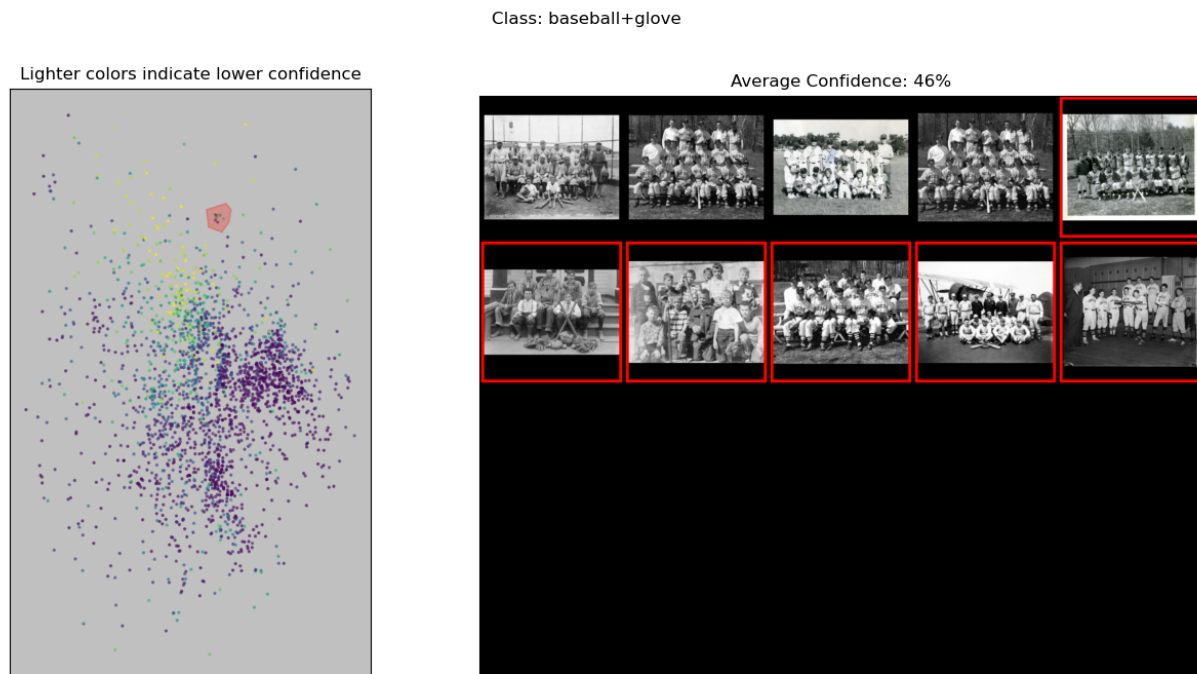 Class: baseball+glove
Lighter colors indicate lower confidence
Average Confidence: 46%